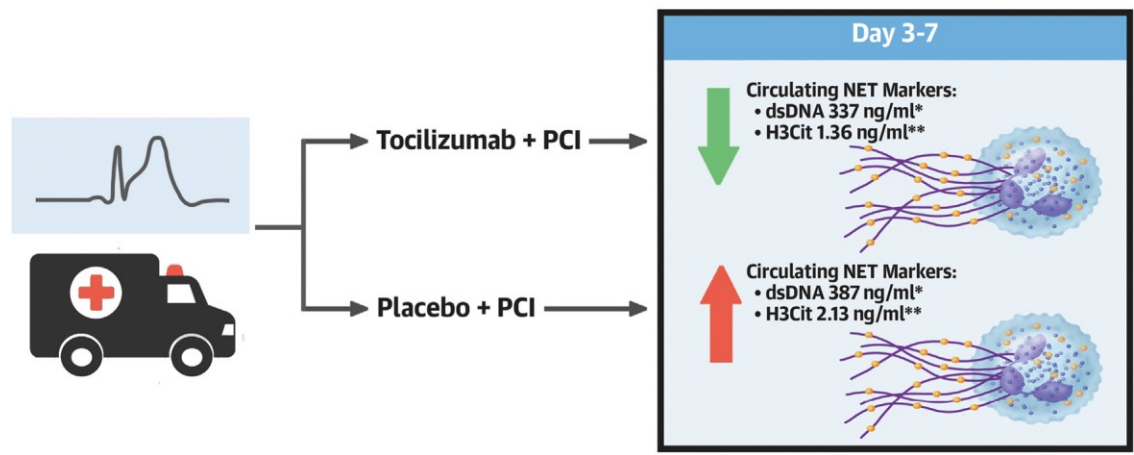 Day 3-7
Circulating NET Markers:
• dsDNA 337 ng/ml*
• H3Cit 1.36 ng/ml**
Tocilizumab + PCI
Circulating NET Markers:
• dsDNA 387 ng/ml*
• H3Cit 2.13 ng/ml**
Placebo + PCI